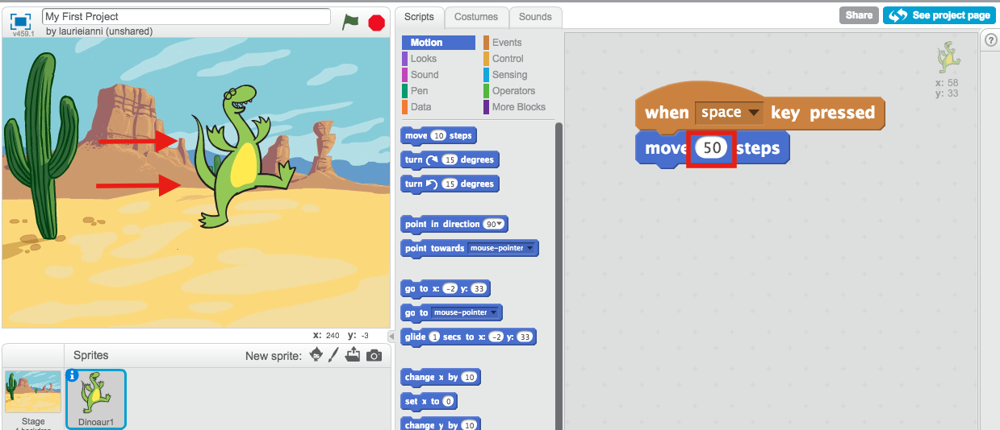 My First Project
v459.1
by laurieianni (unshared)
Scripts
Costumes
Sounds
Share
See project page
?
Motion
Looks
Sound
Pen
Data
Events
Control
Sensing
Operators
More Blocks
move 10 steps
turn 15 degrees
turn 15 degrees
point in direction 90
point towards mouse-pointer
go to x: -2 y: 33
go to mouse-pointer
glide 1 secs to x: -2 y: 33
change x by 10
set x to 0
change y by 10
when space key pressed
move 50 steps
x: 58
y: 33
x: 240 y: -3
Sprites
New sprite:
i
Stage
Dinoaur1